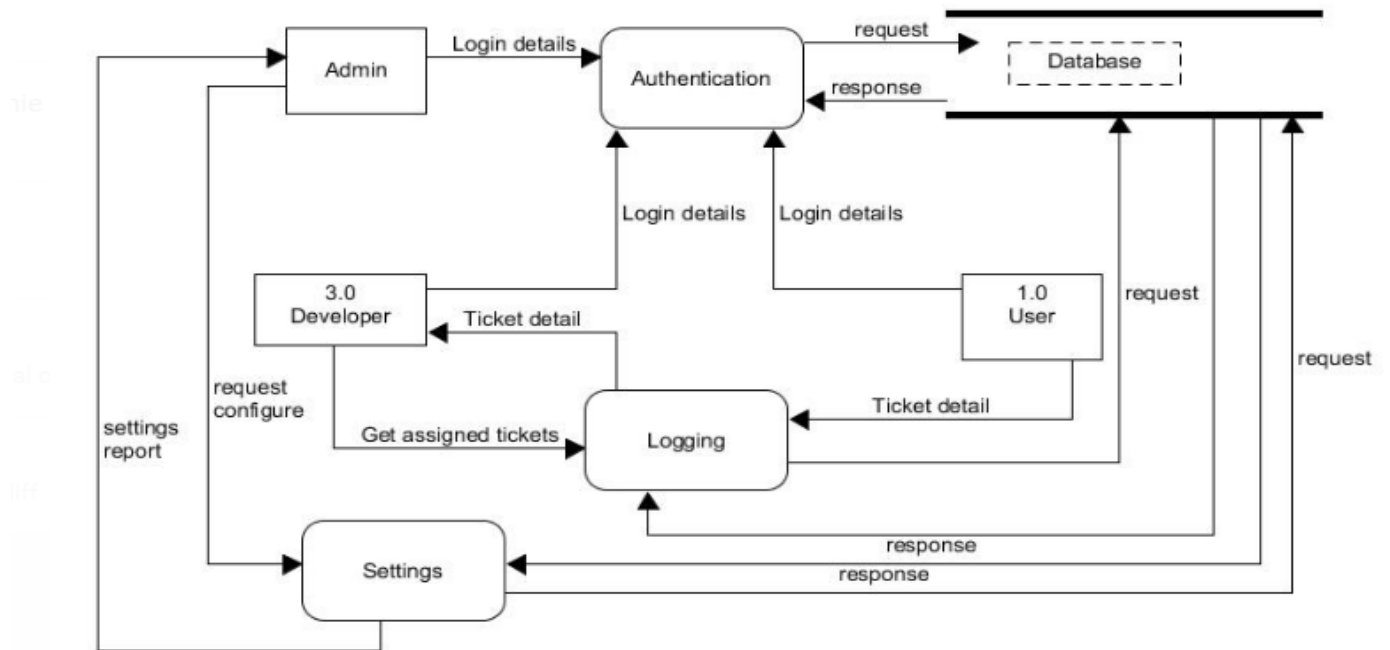 Login details
request
Admin
Authentication
Database
response
Login details
Login details
3.0
Developer
1.0
User
request
Ticket detail
request
request
configure
Ticket detail
settings
report
Get assigned tickets
Logging
response
Settings
response